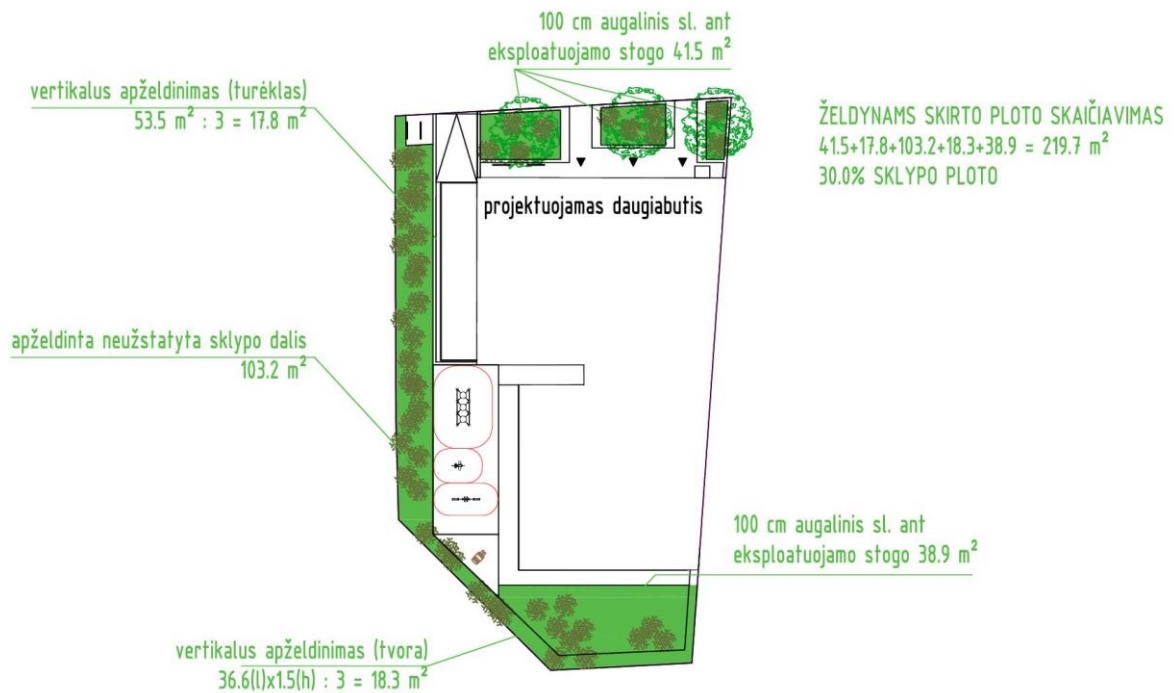 100 cm augalinis sl. ant
eksploatuojamo stogo 41.5 m²
vertikalus apželdinimas (turėklas)
53.5 m² : 3 = 17.8 m²
ŽELDYNAMS SKIRTO PLOTO SKAIČIAVIMAS
41.5+17.8+103.2+18.3+38.9 = 219.7 m²
30.0% SKLYPO PLOTO
projektuojamas daugiabutis
apželdinta neužstatyta sklypo dalis
103.2 m²
100 cm augalinis sl. ant
eksploatuojamo stogo 38.9 m²
vertikalus apželdinimas (tvora)
36.6(l)x1.5(h) : 3 = 18.3 m²